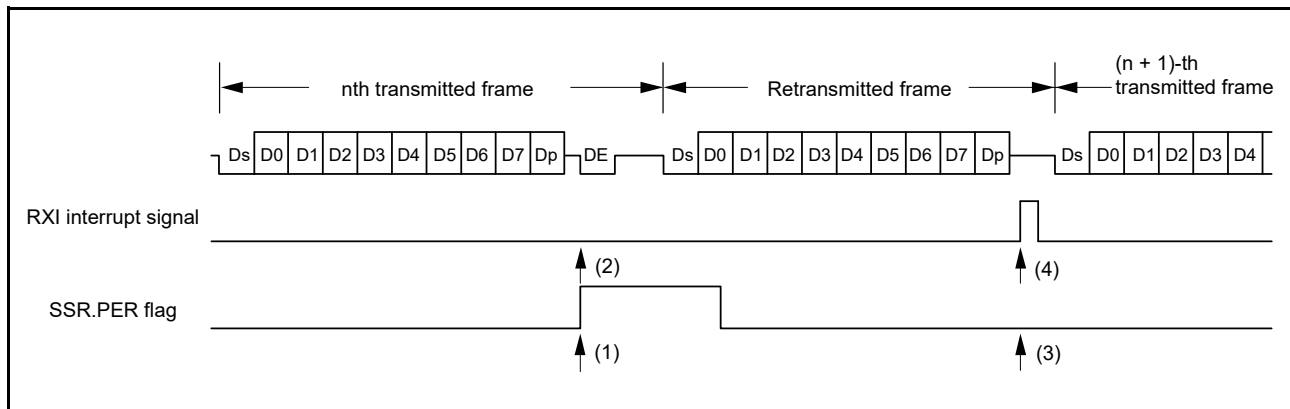 nth transmitted frame
Retransmitted frame
(n + 1)-th
transmitted frame
Ds D0 D1 D2 D3 D4 D5 D6 D7 Dp DE Ds D0 D1 D2 D3 D4 D5 D6 D7 Dp Ds D0 D1 D2 D3 D4
RXI interrupt signal
(2) (4)
SSR.PER flag
(1) (3)